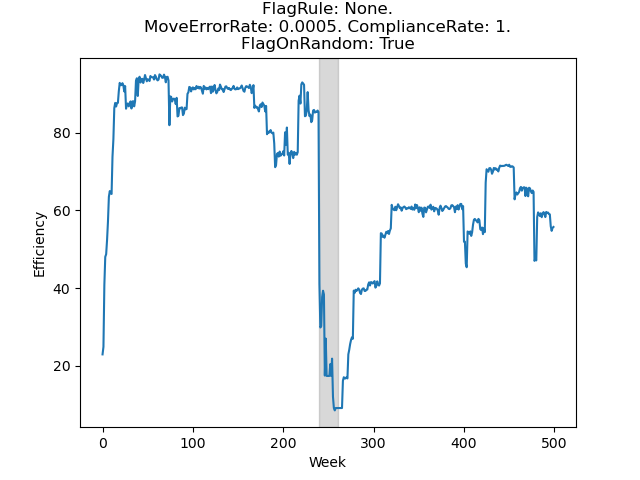 FlagRule: None.
MoveErrorRate: 0.0005. ComplianceRate: 1.
FlagOnRandom: True
Efficiency
80
60
40
20
0 100 200 300 400 500
Week